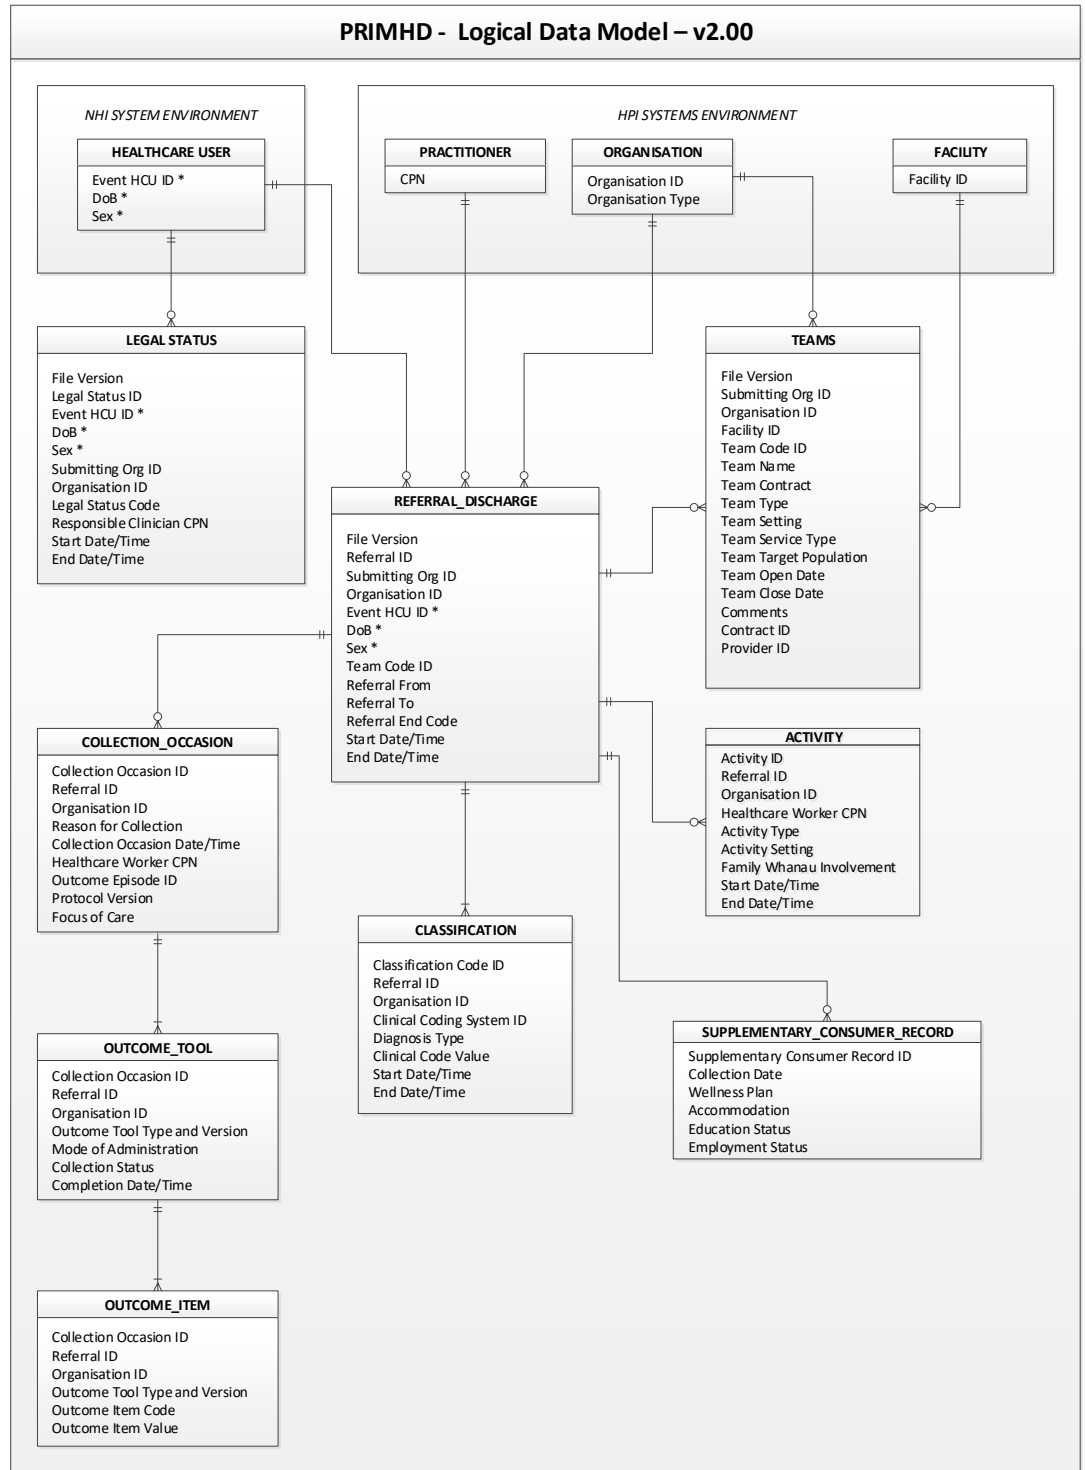 PRIMHD - Logical Data Model – v2.00
NHI SYSTEM ENVIRONMENT
HEALTHCARE USER
Event HCU ID *
DoB *
Sex *
HPI SYSTEMS ENVIRONMENT
PRACTITIONER
CPN
ORGANISATION
Organisation ID
Organisation Type
FACILITY
Facility ID
LEGAL STATUS
File Version
Legal Status ID
Event HCU ID *
DoB *
Sex *
Submitting Org ID
Organisation ID
Legal Status Code
Responsible Clinician CPN
Start Date/Time
End Date/Time
TEAMS
File Version
Submitting Org ID
Organisation ID
Facility ID
Team Code ID
Team Name
Team Contract
Team Type
Team Setting
Team Service Type
Team Target Population
Team Open Date
Team Close Date
Comments
Contract ID
Provider ID
REFERRAL_DISCHARGE
File Version
Referral ID
Submitting Org ID
Organisation ID
Event HCU ID *
DoB *
Sex *
Team Code ID
Referral From
Referral To
Referral End Code
Start Date/Time
End Date/Time
COLLECTION_OCCASION
Collection Occasion ID
Referral ID
Organisation ID
Reason for Collection
Collection Occasion Date/Time
Healthcare Worker CPN
Outcome Episode ID
Protocol Version
Focus of Care
ACTIVITY
Activity ID
Referral ID
Organisation ID
Healthcare Worker CPN
Activity Type
Activity Setting
Family Whanau Involvement
Start Date/Time
End Date/Time
CLASSIFICATION
Classification Code ID
Referral ID
Organisation ID
Clinical Coding System ID
Diagnosis Type
Clinical Code Value
Start Date/Time
End Date/Time
SUPPLEMENTARY_CONSUMER_RECORD
Supplementary Consumer Record ID
Collection Date
Wellness Plan
Accommodation
Education Status
Employment Status
OUTCOME_TOOL
Collection Occasion ID
Referral ID
Organisation ID
Outcome Tool Type and Version
Mode of Administration
Collection Status
Completion Date/Time
OUTCOME_ITEM
Collection Occasion ID
Referral ID
Organisation ID
Outcome Tool Type and Version
Outcome Item Code
Outcome Item Value